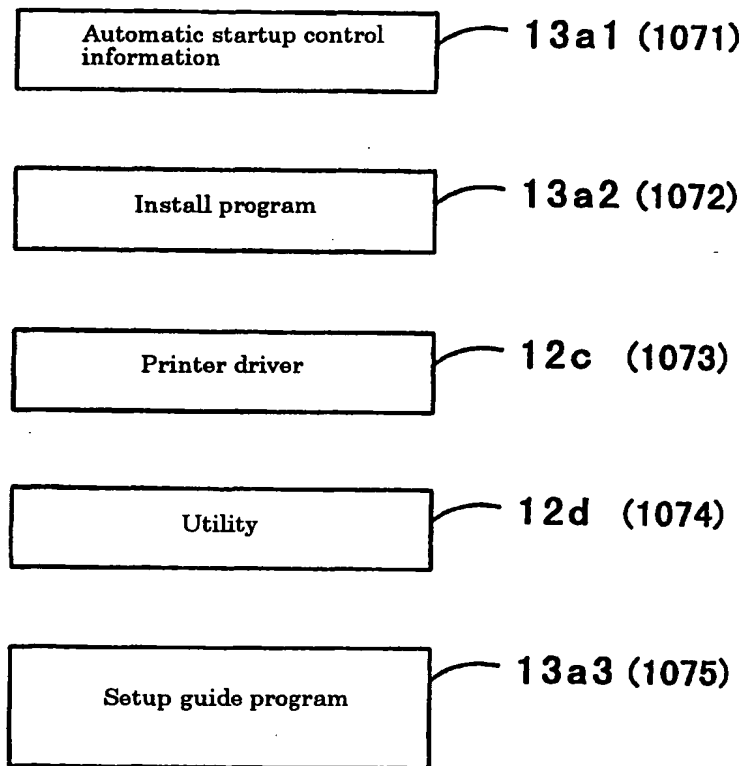 Automatic startup control
information
13a1 (1071)
Install program
13a2 (1072)
Printer driver
12c (1073)
Utility
12d (1074)
Setup guide program
13a3 (1075)